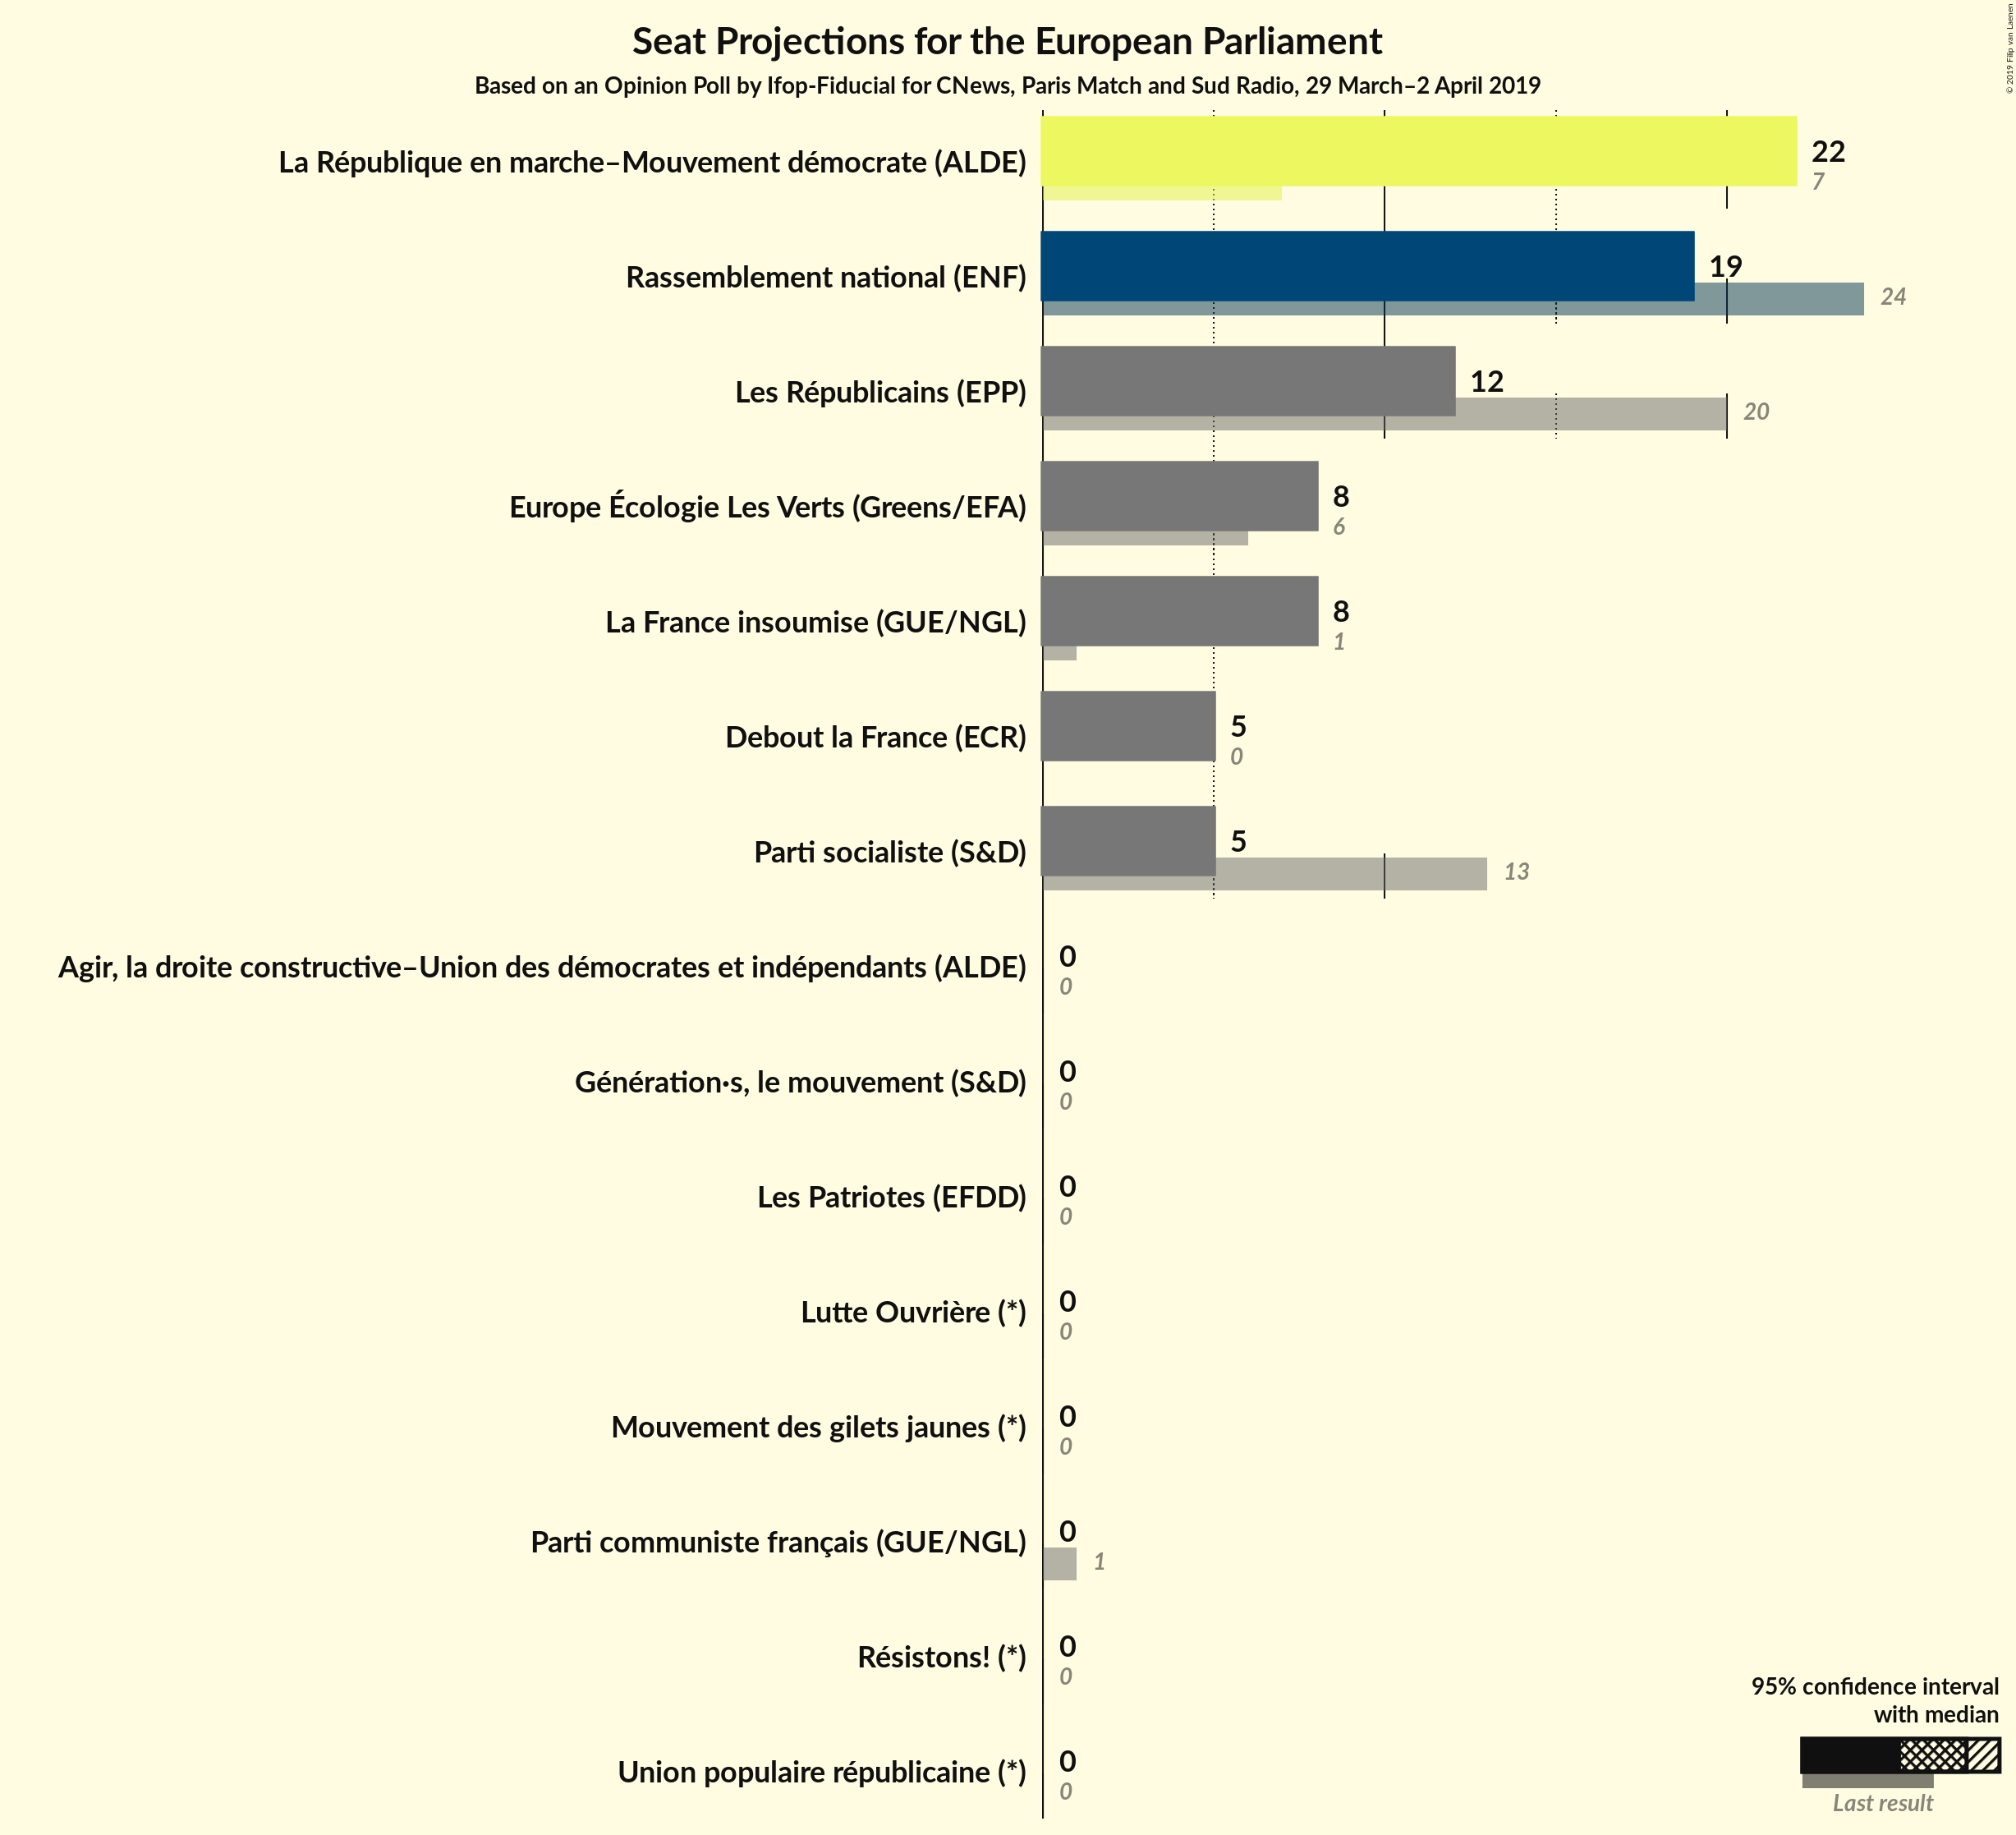 Seat Projections for the European Parliament
Based on an Opinion Poll by Ifop-Fiducial for CNews, Paris Match and Sud Radio, 29 March–2 April 2019
© 2019 Filip van Laenen
La République en marche–Mouvement démocrate (ALDE)
22
7
Rassemblement national (ENF)
19
24
Les Républicains (EPP)
12
20
Europe Écologie Les Verts (Greens/EFA)
8
6
La France insoumise (GUE/NGL)
8
1
Debout la France (ECR)
5
0
Parti socialiste (S&D)
5
13
Agir, la droite constructive–Union des démocrates et indépendants (ALDE)
0
0
Génération·s, le mouvement (S&D)
0
0
Les Patriotes (EFDD)
0
0
Lutte Ouvrière (*)
0
0
Mouvement des gilets jaunes (*)
0
0
Parti communiste français (GUE/NGL)
0
1
Résistons! (*)
0
0
Union populaire républicaine (*)
0
0
95% confidence interval
with median
Last result